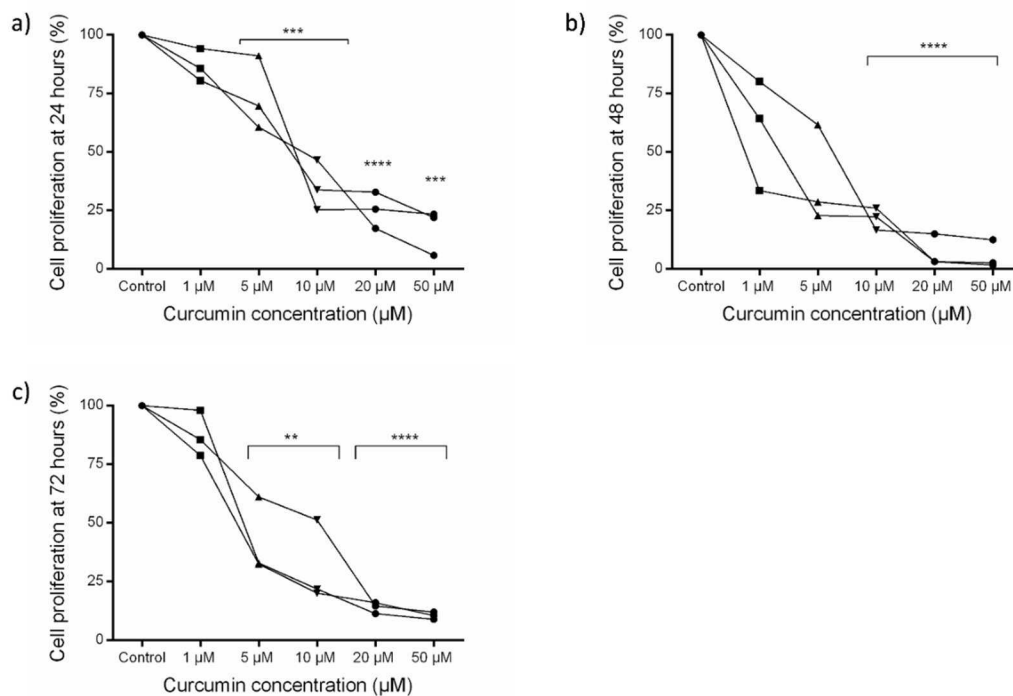 a)
Cell proliferation at 24 hours (%)
100
75
50
25
0
***
****
***
Control 1 µM 5 µM 10 µM 20 µM 50 µM
Curcumin concentration (µM)
b)
Cell proliferation at 48 hours (%)
100
75
50
25
0
****
Control 1 µM 5 µM 10 µM 20 µM 50 µM
Curcumin concentration (µM)
c)
Cell proliferation at 72 hours (%)
100
75
50
25
0
**
****
Control 1 µM 5 µM 10 µM 20 µM 50 µM
Curcumin concentration (µM)